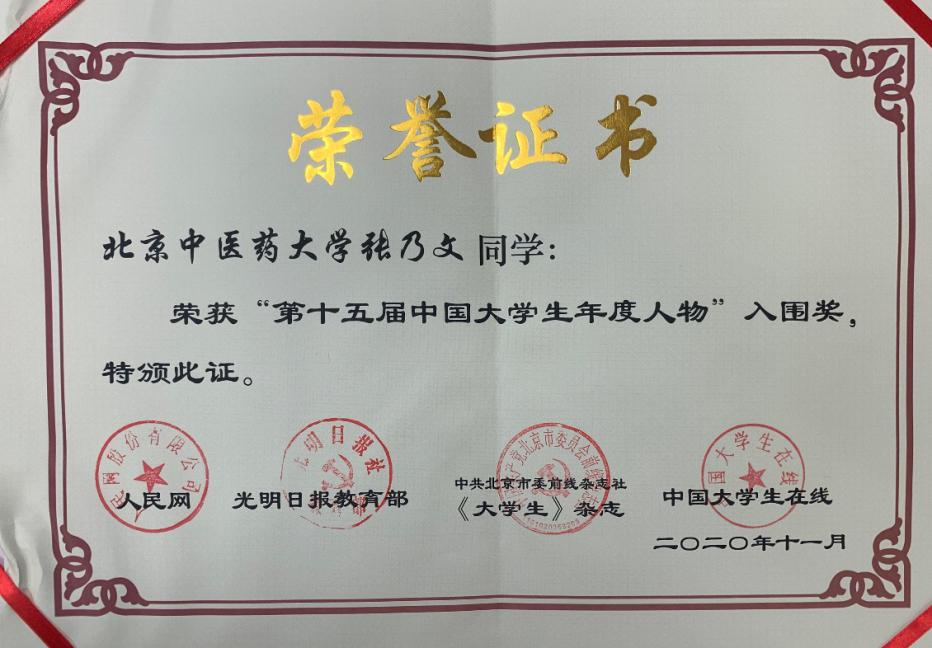 荣誉证书
北京中医药大学张乃文同学：
荣获“第十五届中国大学生年度人物”入围奖，
特颁此证。
人民网
光明日报教育部
中共北京市委前线杂志社
《大学生》杂志
中国大学生在线
二〇二〇年十一月